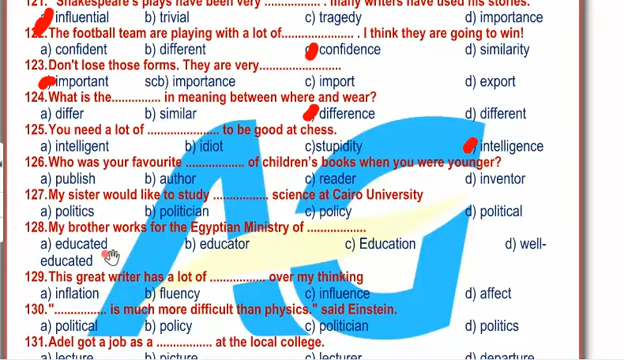 121. "Shakespeare's plays have been very .................... . many writers have used his stories.
influential b) trivial c) tragedy d) importance
122.The football team are playing with a lot of..................... . I think they are going to win!
a) confident b) different confidence d) similarity
123.Don't lose those forms. They are very........................
important scb) importance c) import d) export
124.What is the.............. in meaning between where and wear?
a) differ b) similar difference d) different
125.You need a lot of .................... to be good at chess.
a) intelligent b) idiot c)stupidity intelligence
126.Who was your favourite ................ of children's books when you were younger?
a) publish b) author c) reader d) inventor
127.My sister would like to study ............... science at Cairo University
a) politics b) politician c) policy d) political
128.My brother works for the Egyptian Ministry of ................
a) educated b) educator c) Education d) well-
educated
129.This great writer has a lot of ................ over my thinking
a) inflation b) fluency c) influence d) affect
130."............... is much more difficult than physics." said Einstein.
a) political b) policy c) politician d) politics
131.Adel got a job as a ................. at the local college.
a) lecture b) picture c) lecturer d) departure
AG